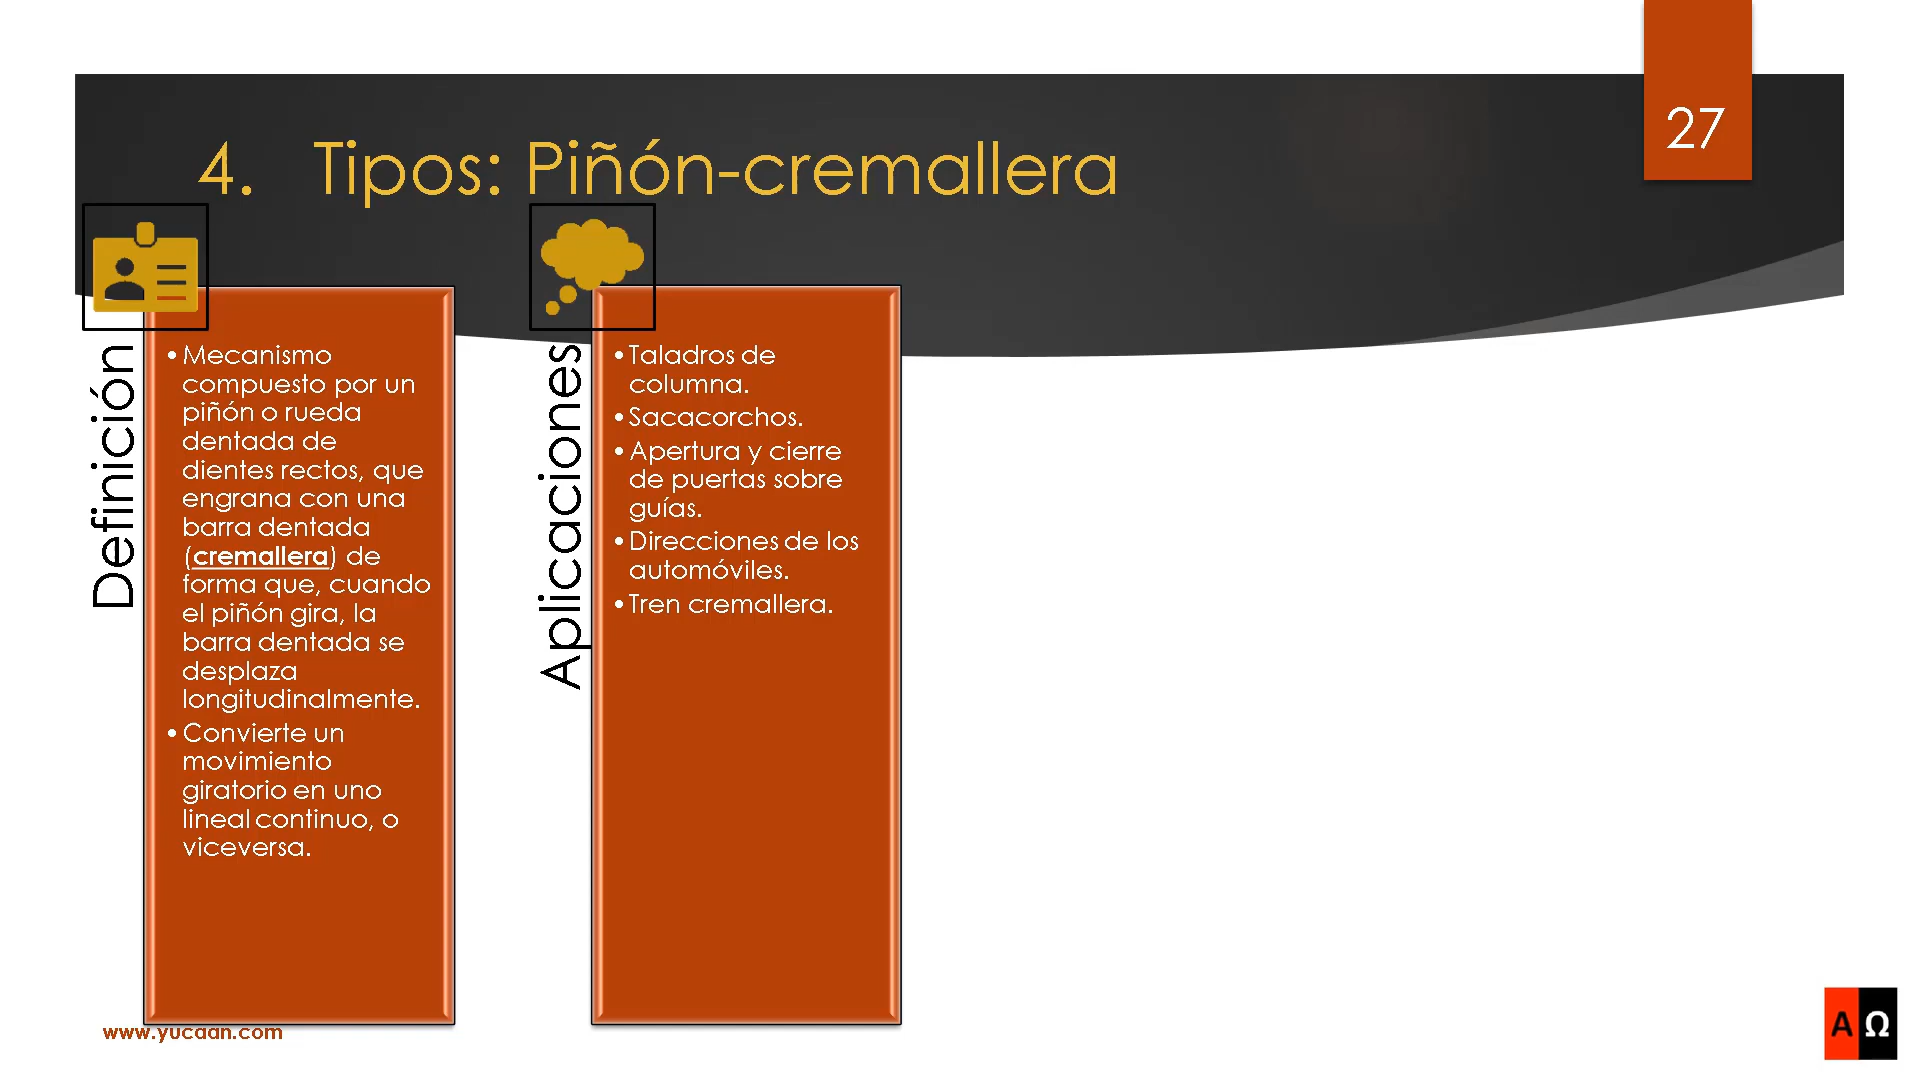 27
4. Tipos: Piñón-cremallera
Definición
•Mecanismo
compuesto por un
piñón o rueda
dentada de
dientes rectos, que
engrana con una
barra dentada
(cremallera) de
forma que, cuando
el piñón gira, la
barra dentada se
desplaza
longitudinalmente.
•Convierte un
movimiento
giratorio en uno
lineal continuo, o
viceversa.
Aplicaciones
•Taladros de
columna.
•Sacacorchos.
•Apertura y cierre
de puertas sobre
guías.
•Direcciones de los
automóviles.
•Tren cremallera.
www.yucaan.com
A Ω